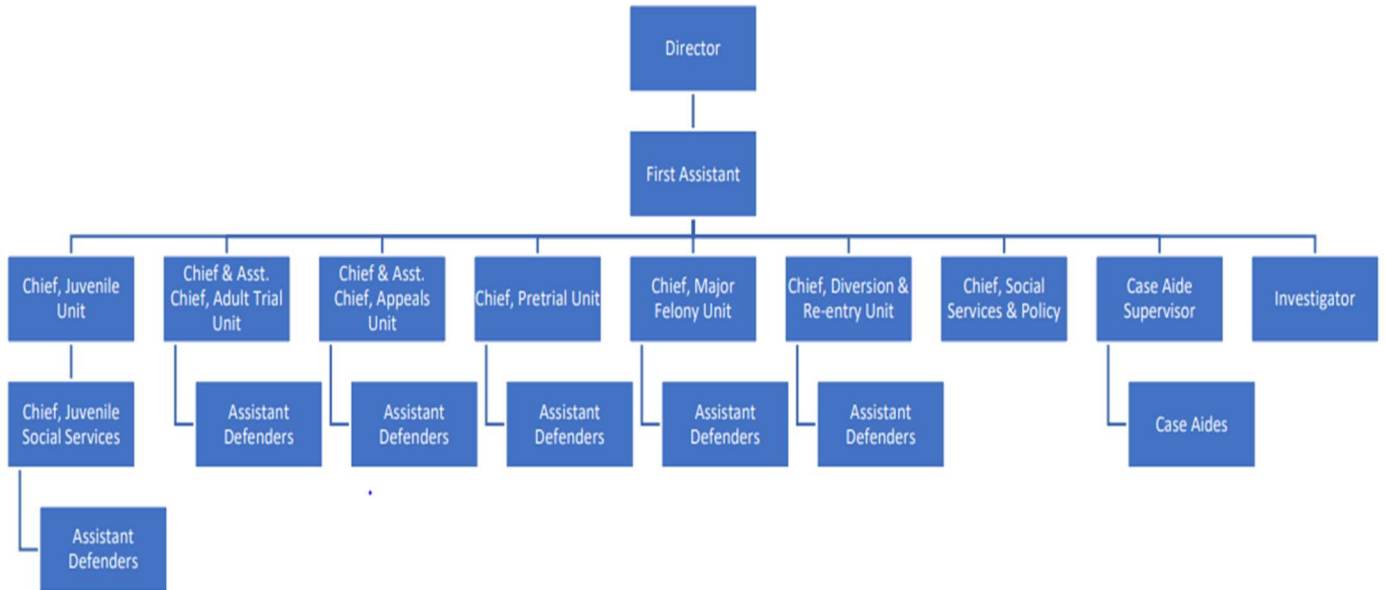 Director
First Assistant
Chief, Juvenile
Unit
Chief & Asst.
Chief, Adult Trial
Unit
Chief & Asst.
Chief, Appeals
Unit
Chief, Pretrial Unit
Chief, Major
Felony Unit
Chief, Diversion &
Re-entry Unit
Chief, Social
Services & Policy
Case Aide
Supervisor
Investigator
Chief, Juvenile
Social Services
Assistant
Defenders
Assistant
Defenders
Assistant
Defenders
Assistant
Defenders
Assistant
Defenders
Case Aides
Assistant
Defenders